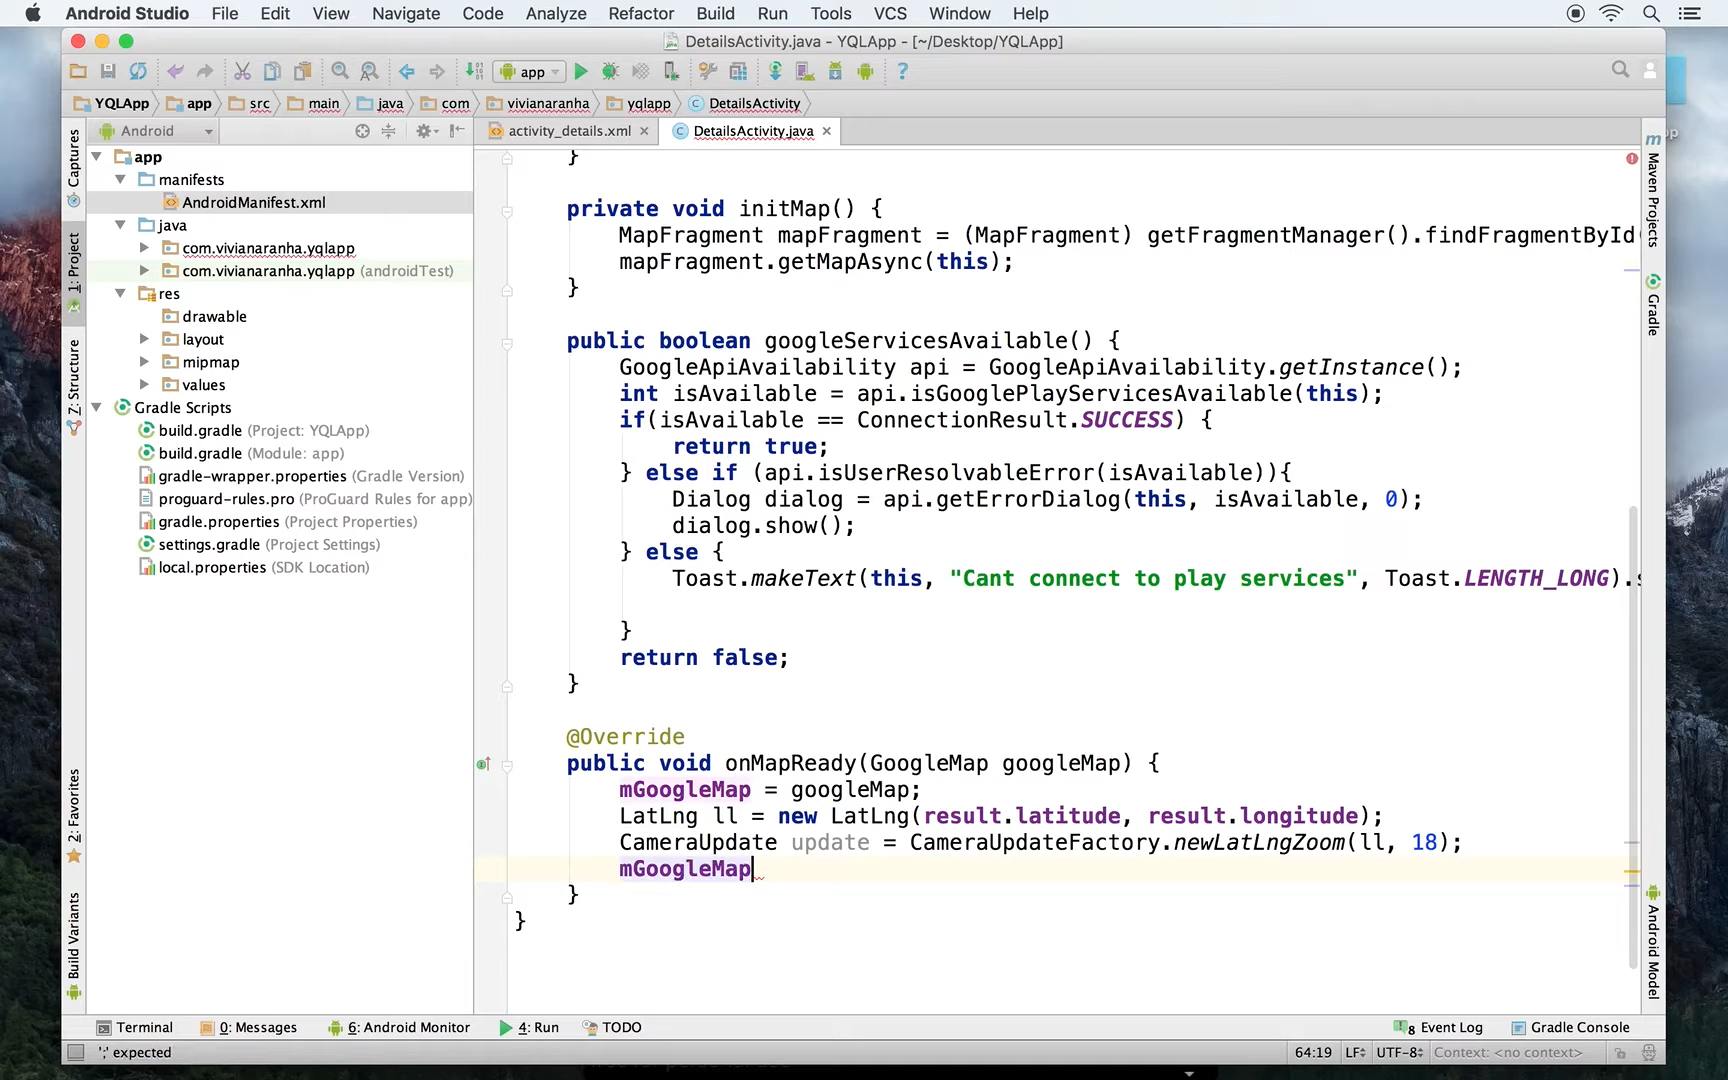 Android Studio File Edit View Navigate Code Analyze Refactor Build Run Tools VCS Window Help
DetailsActivity.java - YQLApp - [~/Desktop/YQLApp]
app
YQLApp app src main java com vivianaranha yqlapp DetailsActivity
Android
activity_details.xml DetailsActivity.java
Captures
1: Project
Z: Structure
2: Favorites
Build Variants
app
manifests
AndroidManifest.xml
java
com.vivianaranha.yqlapp
com.vivianaranha.yqlapp (androidTest)
res
drawable
layout
mipmap
values
Gradle Scripts
build.gradle (Project: YQLApp)
build.gradle (Module: app)
gradle-wrapper.properties (Gradle Version)
proguard-rules.pro (ProGuard Rules for app)
gradle.properties (Project Properties)
settings.gradle (Project Settings)
local.properties (SDK Location)
}
private void initMap() {
MapFragment mapFragment = (MapFragment) getFragmentManager().findFragmentById(
mapFragment.getMapAsync(this);
}
public boolean googleServicesAvailable() {
GoogleApiAvailability api = GoogleApiAvailability.getInstance();
int isAvailable = api.isGooglePlayServicesAvailable(this);
if(isAvailable == ConnectionResult.SUCCESS) {
return true;
} else if (api.isUserResolvableError(isAvailable)){
Dialog dialog = api.getErrorDialog(this, isAvailable, 0);
dialog.show();
} else {
Toast.makeText(this, "Cant connect to play services", Toast.LENGTH_LONG).
}
return false;
}
@Override
public void onMapReady(GoogleMap googleMap) {
mGoogleMap = googleMap;
LatLng ll = new LatLng(result.latitude, result.longitude);
CameraUpdate update = CameraUpdateFactory.newLatLngZoom(ll, 18);
mGoogleMap
}
}
Maven Projects
Gradle
Android Model
Terminal 0: Messages 6: Android Monitor 4: Run TODO 8 Event Log Gradle Console
';' expected 64:19 LF UTF-8 Context: <no context>